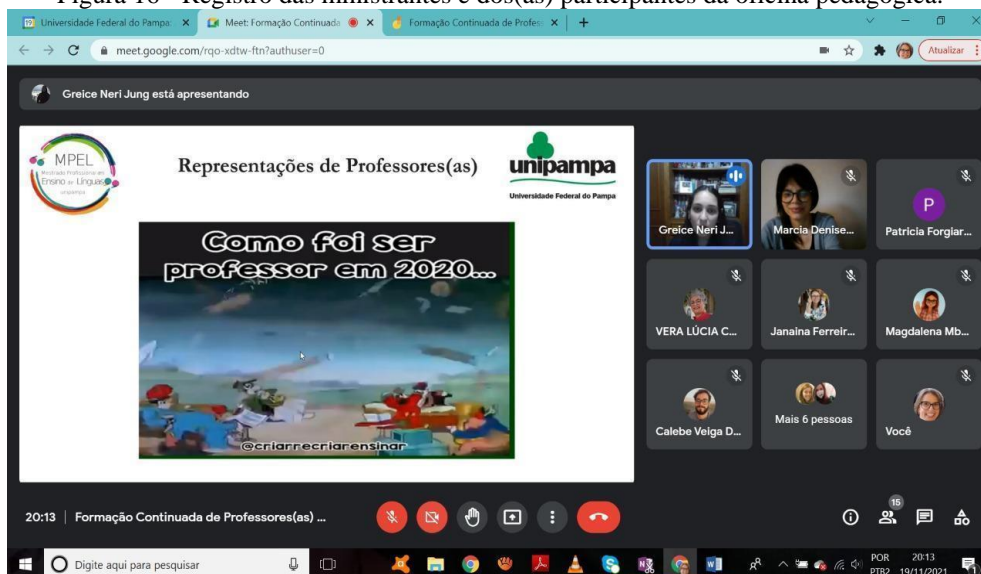 Figura 16 - Registro das ministrantes e dos(as) participantes da oficina pedagógica.
Universidade Federal do Pampa:
Meet: Formação Continuada
Formação Continuada de Profess
meet.google.com/rqo-xdtw-ftn?authuser=0
Atualizar
Greice Neri Jung está apresentando
MPEL
Mestrado Profissional em
Ensino de Línguas
unipampa
Representações de Professores(as)
unipampa
Universidade Federal do Pampa
Como foi ser
professor em 2020...
@criarrecriarensinar
Greice Neri J...
Marcia Denise...
P
Patricia Forgiar...
VERA LÚCIA C...
Janaina Ferreir...
Magdalena Mb...
Calebe Veiga D...
Mais 6 pessoas
Você
20:13 | Formação Continuada de Professores(as) ...
15
Digite aqui para pesquisar
POR
PTB2
20:13
19/11/2021